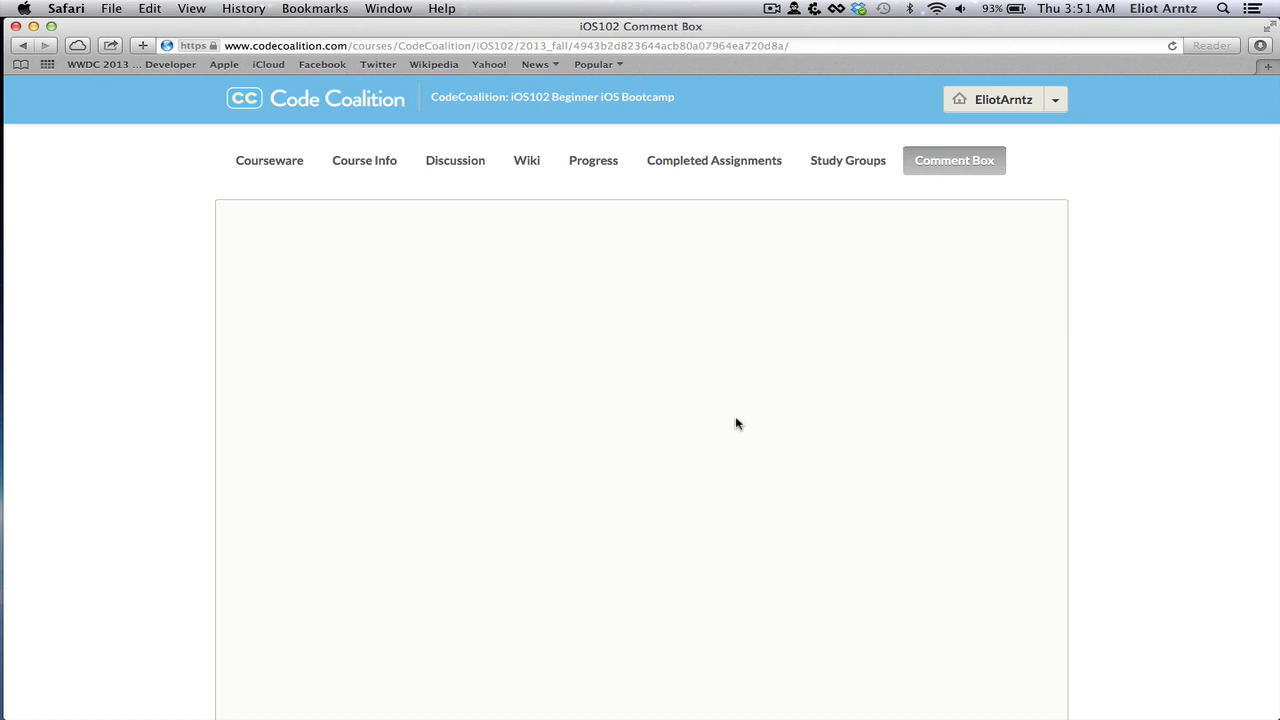 Safari File Edit View History Bookmarks Window Help 93% Thu 3:51 AM Eliot Arntz
iOS102 Comment Box
https www.codecoalition.com/courses/CodeCoalition/iOS102/2013_fall/4943b2d823644acb80a07964ea720d8a/ Reader
WWDC 2013 ... Developer Apple iCloud Facebook Twitter Wikipedia Yahoo! News Popular
CC Code Coalition CodeCoalition: iOS102 Beginner iOS Bootcamp EliotArntz
Courseware Course Info Discussion Wiki Progress Completed Assignments Study Groups Comment Box